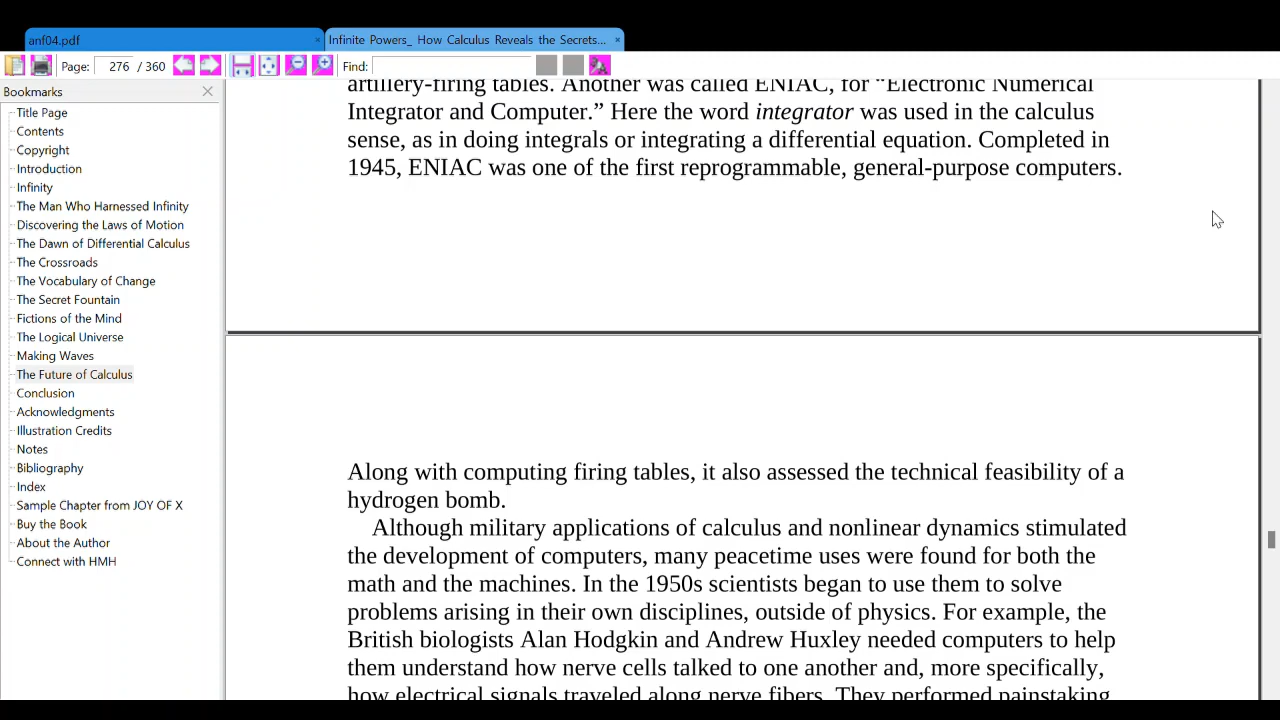 anf04.pdf
Infinite Powers_ How Calculus Reveals the Secrets...
Page: 276 / 360
Find:
Bookmarks
Title Page
Contents
Copyright
Introduction
Infinity
The Man Who Harnessed Infinity
Discovering the Laws of Motion
The Dawn of Differential Calculus
The Crossroads
The Vocabulary of Change
The Secret Fountain
Fictions of the Mind
The Logical Universe
Making Waves
The Future of Calculus
Conclusion
Acknowledgments
Illustration Credits
Notes
Bibliography
Index
Sample Chapter from JOY OF X
Buy the Book
About the Author
Connect with HMH
artillery-firing tables. Another was called ENIAC, for “Electronic Numerical
Integrator and Computer.” Here the word integrator was used in the calculus
sense, as in doing integrals or integrating a differential equation. Completed in
1945, ENIAC was one of the first reprogrammable, general-purpose computers.
Along with computing firing tables, it also assessed the technical feasibility of a
hydrogen bomb.
Although military applications of calculus and nonlinear dynamics stimulated
the development of computers, many peacetime uses were found for both the
math and the machines. In the 1950s scientists began to use them to solve
problems arising in their own disciplines, outside of physics. For example, the
British biologists Alan Hodgkin and Andrew Huxley needed computers to help
them understand how nerve cells talked to one another and, more specifically,
how electrical signals traveled along nerve fibers. They performed painstaking